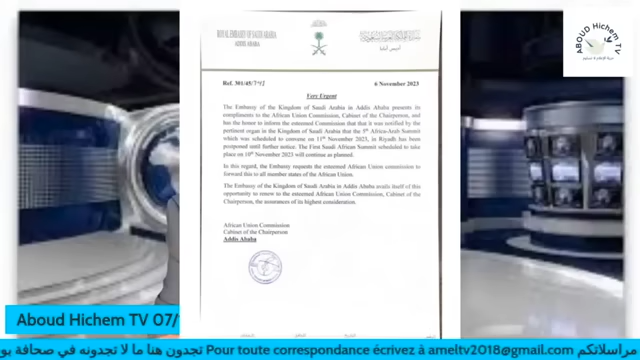 ROYAL EMBASSY OF SAUDI ARABIA
ADDIS ABABA
ABOUD Hichem TV
Ref. 301/45/
6 November 2023
Very Urgent
The Embassy of the Kingdom of Saudi Arabia in Addis Ababa presents its
compliments to the African Union Commission, Cabinet of the Chairperson, and
has the honor to inform the esteemed Commission that that it was notified by the
pertinent organ in the Kingdom of Saudi Arabia that the 5th Africa-Arab Summit
which was scheduled to convene on 11th November 2023, in Riyadh has been
postponed until further notice. The First Saudi African Summit scheduled to take
place on 10th November 2023 will continue as planned.
In this regard, the Embassy requests the esteemed African Union commission to
forward this to all member states of the African Union.
The Embassy of the Kingdom of Saudi Arabia in Addis Ababa avails itself of this
opportunity to renew to the esteemed African Union Commission, Cabinet of the
Chairperson, the assurances of its highest consideration.
African Union Commission
Cabinet of the Chairperson
Addis Ababa
Aboud Hichem TV 07/
مراسلاتكم Pour toute correspondance écrivez à ameltv2018@gmail.com تجدون هنا ما لا تجدونه في صحافة